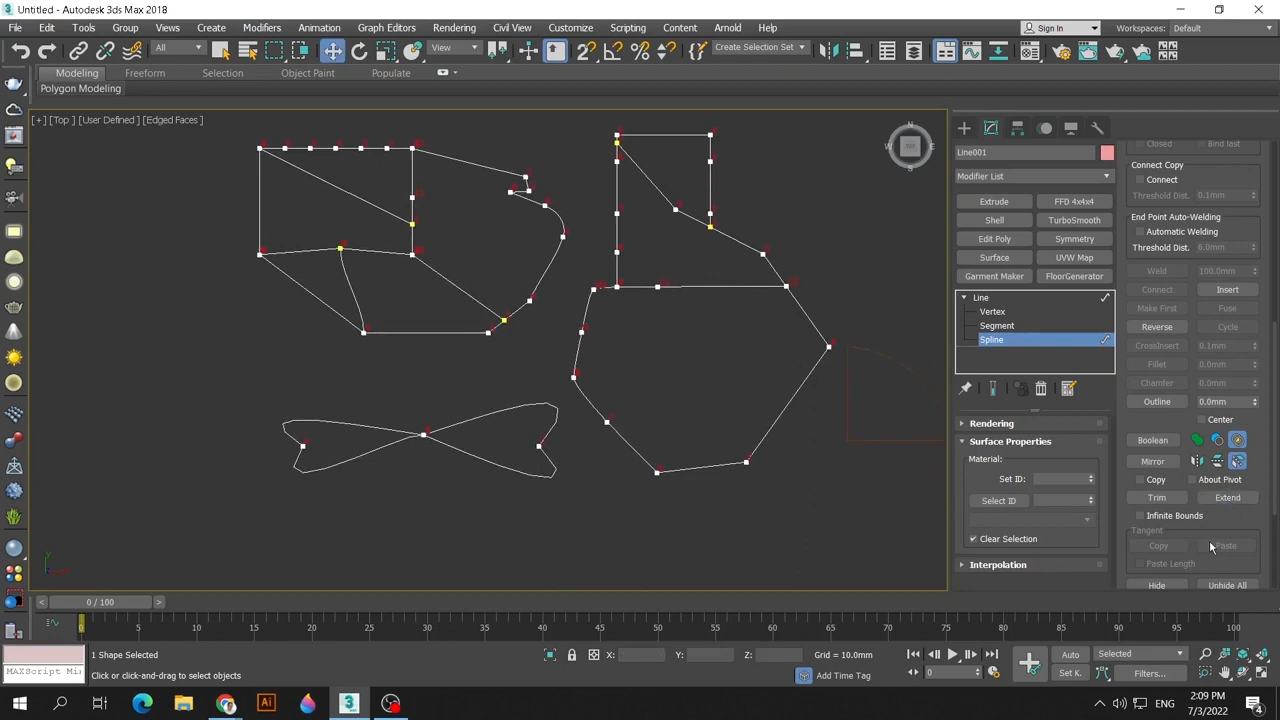 Untitled - Autodesk 3ds Max 2018
File Edit Tools Group Views Create Modifiers Animation Graph Editors Rendering Civil View Customize Scripting Content Arnold Help
Sign In Workspaces: Default
All View Create Selection Set
Modeling Freeform Selection Object Paint Populate
Polygon Modeling
[+] [Top ] [User Defined ] [Edged Faces ]
N
W E
TOP
S
Line001
Modifier List
Extrude FFD 4x4x4
Shell TurboSmooth
Edit Poly Symmetry
Surface UVW Map
Garment Maker FloorGenerator
Line
Vertex
Segment
Spline
Rendering
Surface Properties
Material:
Set ID:
Select ID
Clear Selection
Interpolation
Closed Bind last
Connect Copy
Connect
Threshold Dist. 0.1mm
End Point Auto-Welding
Automatic Welding
Threshold Dist. 6.0mm
Weld 100.0mm
Connect Insert
Make First Fuse
Reverse Cycle
CrossInsert 0.1mm
Fillet 0.0mm
Chamfer 0.0mm
Outline 0.0mm
Center
Boolean
Mirror
Copy About Pivot
Trim Extend
Infinite Bounds
Tangent
Copy Paste
Paste Length
Hide Unhide All
0 / 100
0 5 10 15 20 25 30 35 40 45 50 55 60 65 70 75 80 85 90 95 100
1 Shape Selected X: Y: Z: Grid = 10.0mm Auto Selected
MAXScript Mi Click or click-and-drag to select objects Add Time Tag 0 Set K. Filters...
ENG 2:09 PM
7/3/2022
4